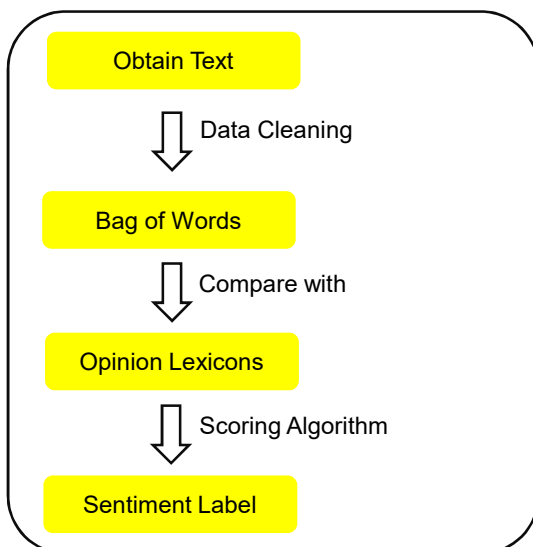 Obtain Text
Data Cleaning
Bag of Words
Compare with
Opinion Lexicons
Scoring Algorithm
Sentiment Label